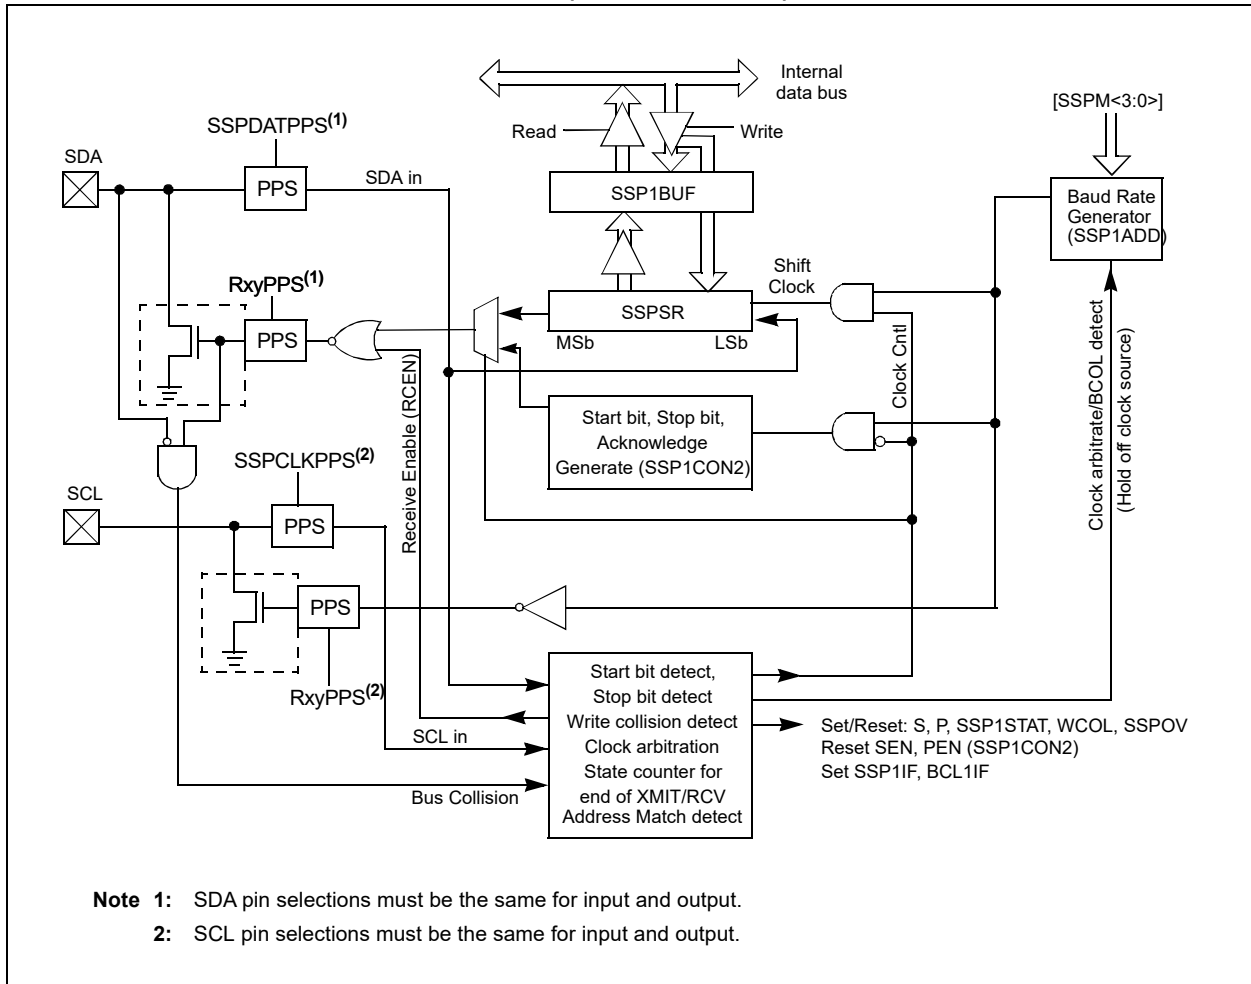 Internal
data bus
[SSPM<3:0>]
Read
Write
SSPDATPPS(1)
SDA
PPS
SDA in
SSP1BUF
Baud Rate
Generator
(SSP1ADD)
Shift
Clock
RxyPPS(1)
PPS
SSPSR
MSb
LSb
Receive Enable (RCEN)
Clock Cntl
Clock arbitrate/BCOL detect
(Hold off clock source)
Start bit, Stop bit,
Acknowledge
Generate (SSP1CON2)
SSPCLKPPS(2)
SCL
PPS
PPS
RxyPPS(2)
SCL in
Bus Collision
Start bit detect,
Stop bit detect
Write collision detect
Clock arbitration
State counter for
end of XMIT/RCV
Address Match detect
Set/Reset: S, P, SSP1STAT, WCOL, SSPOV
Reset SEN, PEN (SSP1CON2)
Set SSP1IF, BCL1IF
Note 1: SDA pin selections must be the same for input and output.
2: SCL pin selections must be the same for input and output.